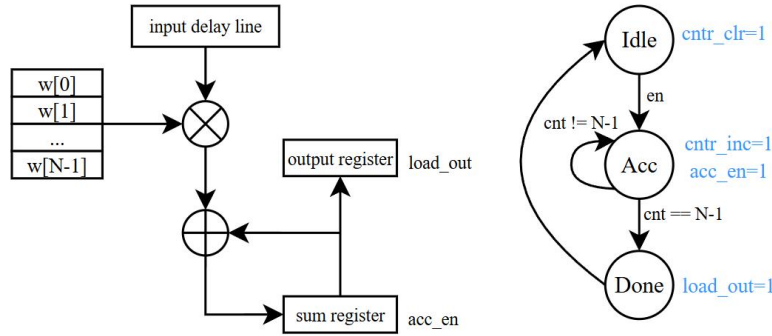 input delay line
w[0]
w[1]
...
w[N-1]
output register
load_out
sum register
acc_en
Idle
cntr_clr=1
en
cnt != N-1
Acc
cntr_inc=1
acc_en=1
cnt == N-1
Done
load_out=1